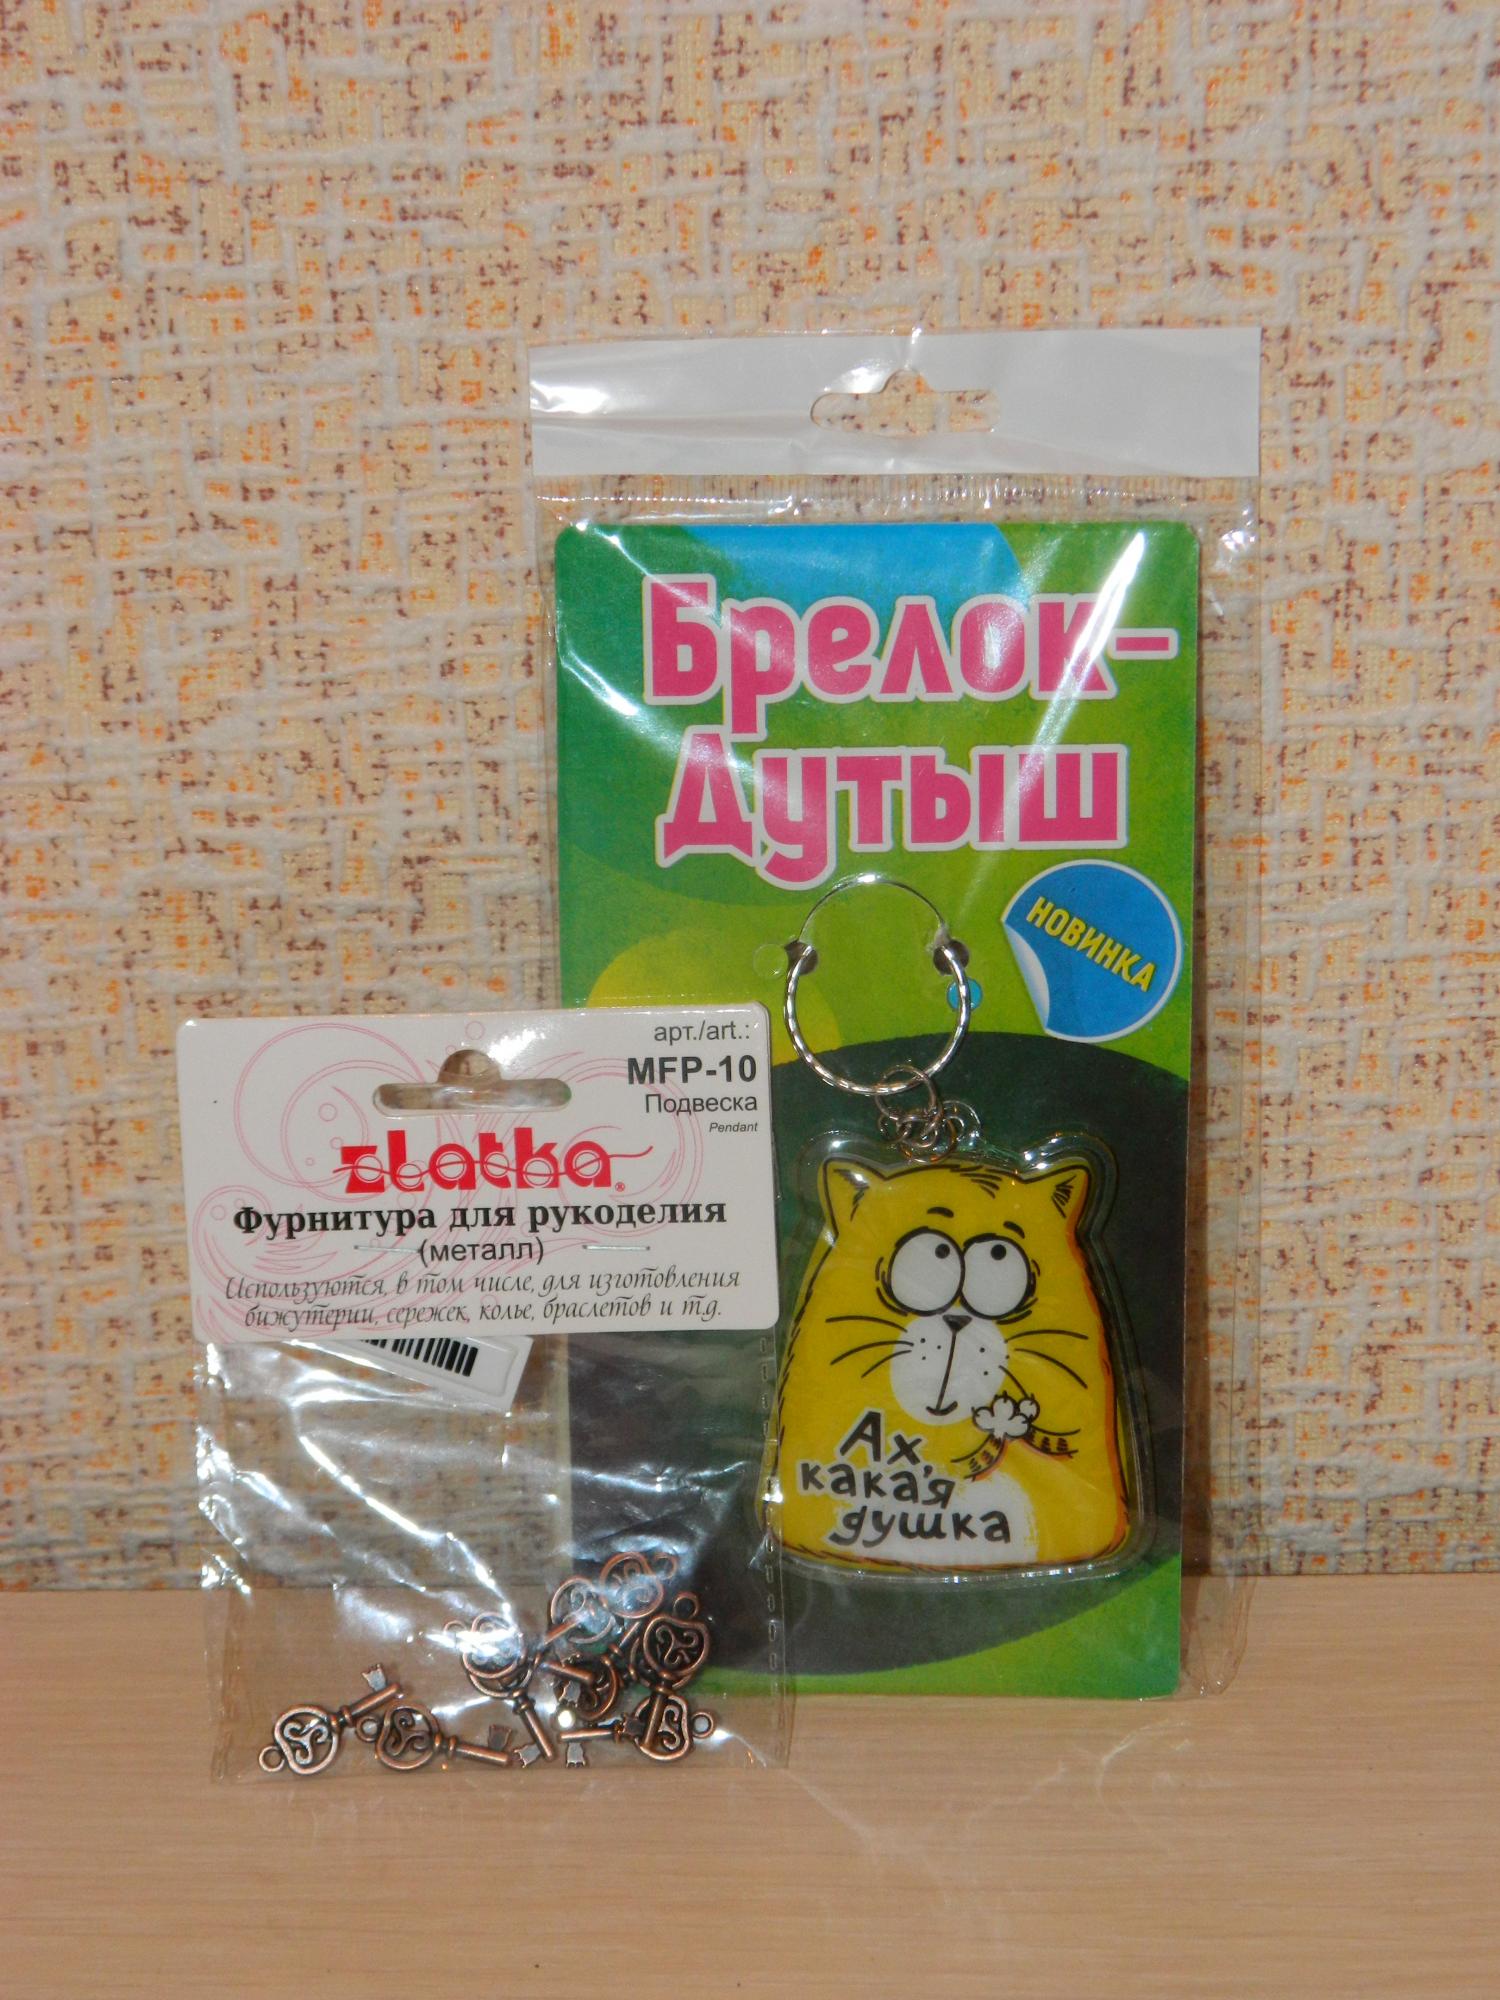 Брелок-
Дутыш
НОВИНКА
Ах,
кака'я
душка
арт./art.:
MFP-10
Подвеска
Pendant
zlatka®
Фурнитура для рукоделия
(металл)
Используются, в том числе, для изготовления
бижутерии, сережек, колье, браслетов и т.д.